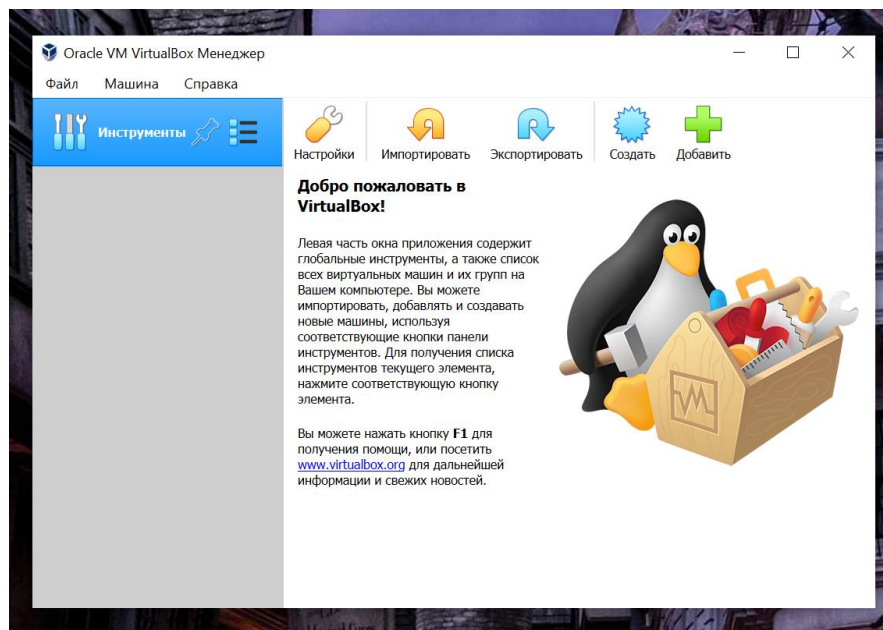 Oracle VM VirtualBox Менеджер
Файл Машина Справка
Инструменты
Настройки Импортировать Экспортировать Создать Добавить
Добро пожаловать в
VirtualBox!
Левая часть окна приложения содержит
глобальные инструменты, а также список
всех виртуальных машин и их групп на
Вашем компьютере. Вы можете
импортировать, добавлять и создавать
новые машины, используя
соответствующие кнопки панели
инструментов. Для получения списка
инструментов текущего элемента,
нажмите соответствующую кнопку
элемента.
Вы можете нажать кнопку F1 для
получения помощи, или посетить
www.virtualbox.org для дальнейшей
информации и свежих новостей.